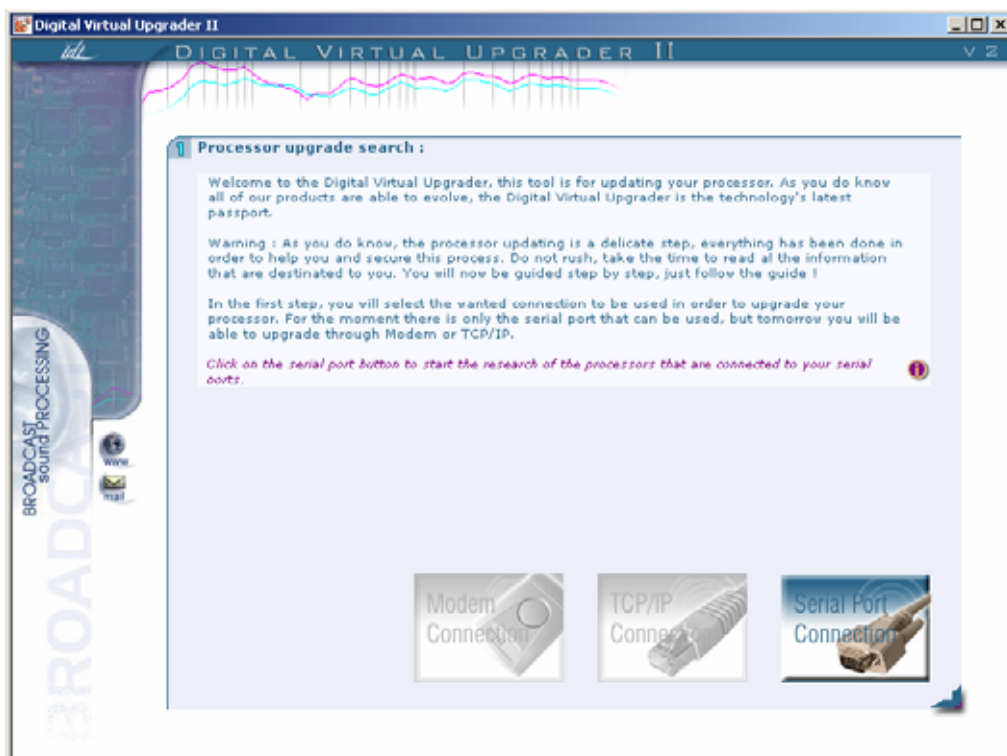 Digital Virtual Upgrader II
idt
DIGITAL VIRTUAL UPGRADER II
V 2
1 Processor upgrade search :
Welcome to the Digital Virtual Upgrader, this tool is for updating your processor. As you do know
all of our products are able to evolve, the Digital Virtual Upgrader is the technology's latest
passport.
Warning : As you do know, the processor updating is a delicate step, everything has been done in
order to help you and secure this process. Do not rush, take the time to read al the information
that are destinated to you. You will now be guided step by step, just follow the guide !
In the first step, you will select the wanted connection to be used in order to upgrade your
processor. For the moment there is only the serial port that can be used, but tomorrow you will be
able to upgrade through Modem or TCP/IP.
Click on the serial port button to start the research of the processors that are connected to your serial
ports.
BROADCAST
sound PROCESSING
www
mail
BROADCAST
Modem
Connection
TCP/IP
Connection
Serial Port
Connection